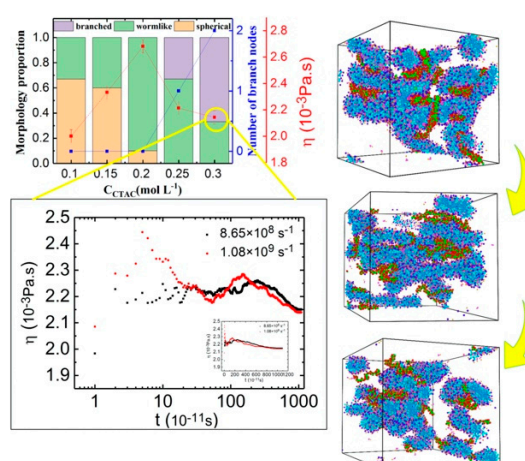 branched wormlike spherical
Morphology proportion
1.0
0.8
0.6
0.4
0.2
0.0
0.1 0.15 0.2 0.25 0.3
C_CTAC(mol L⁻¹)
2
1
0
Number of branch nodes
2.8
2.6
2.4
2.2
2.0
1.8
η (10⁻³Pa.s)
2.5
2.4
2.3
2.2
2.1
2.0
1.9
η (10⁻³Pa.s)
8.65×10⁸ s⁻¹
1.08×10⁹ s⁻¹
1 10 100 1000
t (10⁻¹¹s)